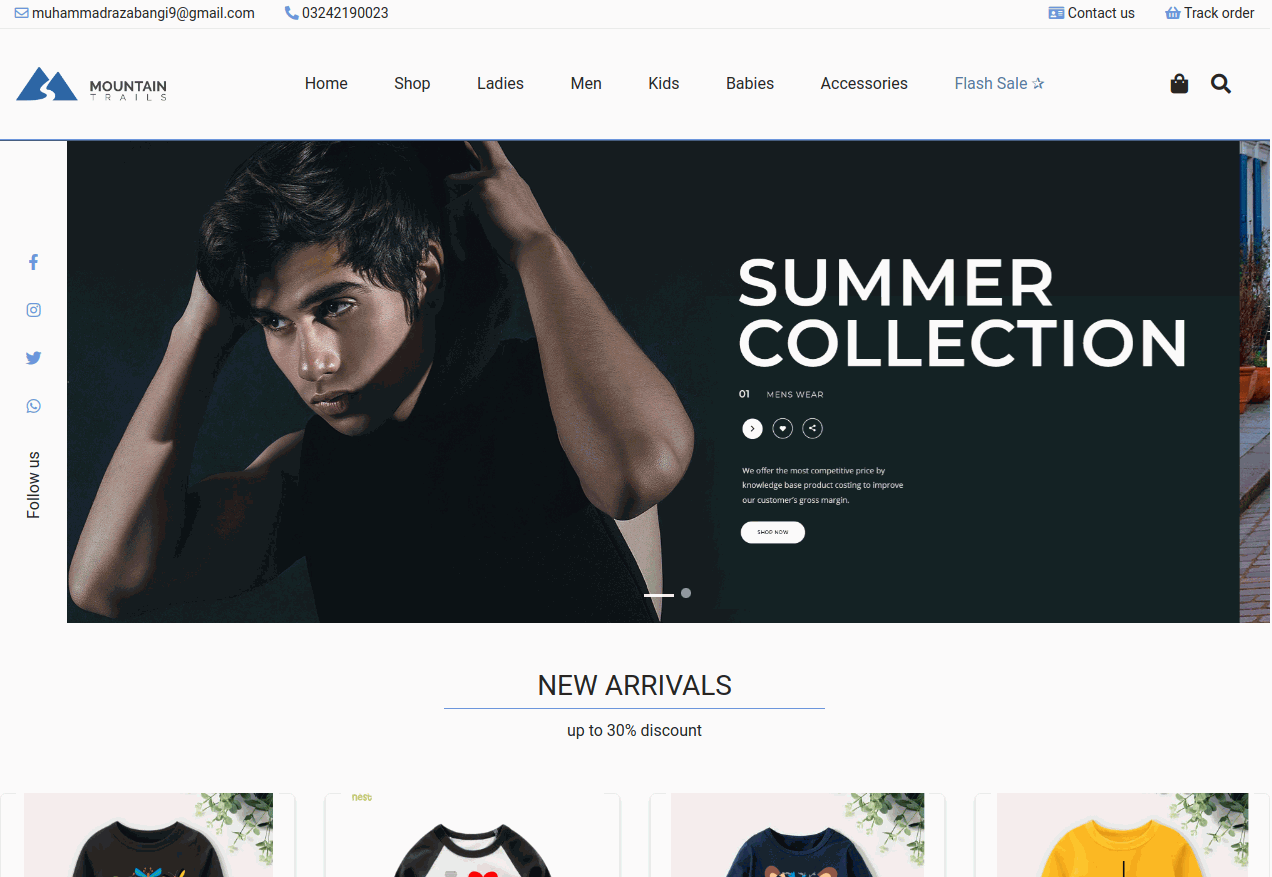 muhammadrazabangi9@gmail.com 03242190023 Contact us Track order
MOUNTAIN
TRAILS
Home Shop Ladies Men Kids Babies Accessories Flash Sale ☆
SUMMER
COLLECTION
01 MENS WEAR
We offer the most competitive price by
knowledge base product costing to improve
our customer's gross margin.
SHOP NOW
Follow us
NEW ARRIVALS
up to 30% discount
nest